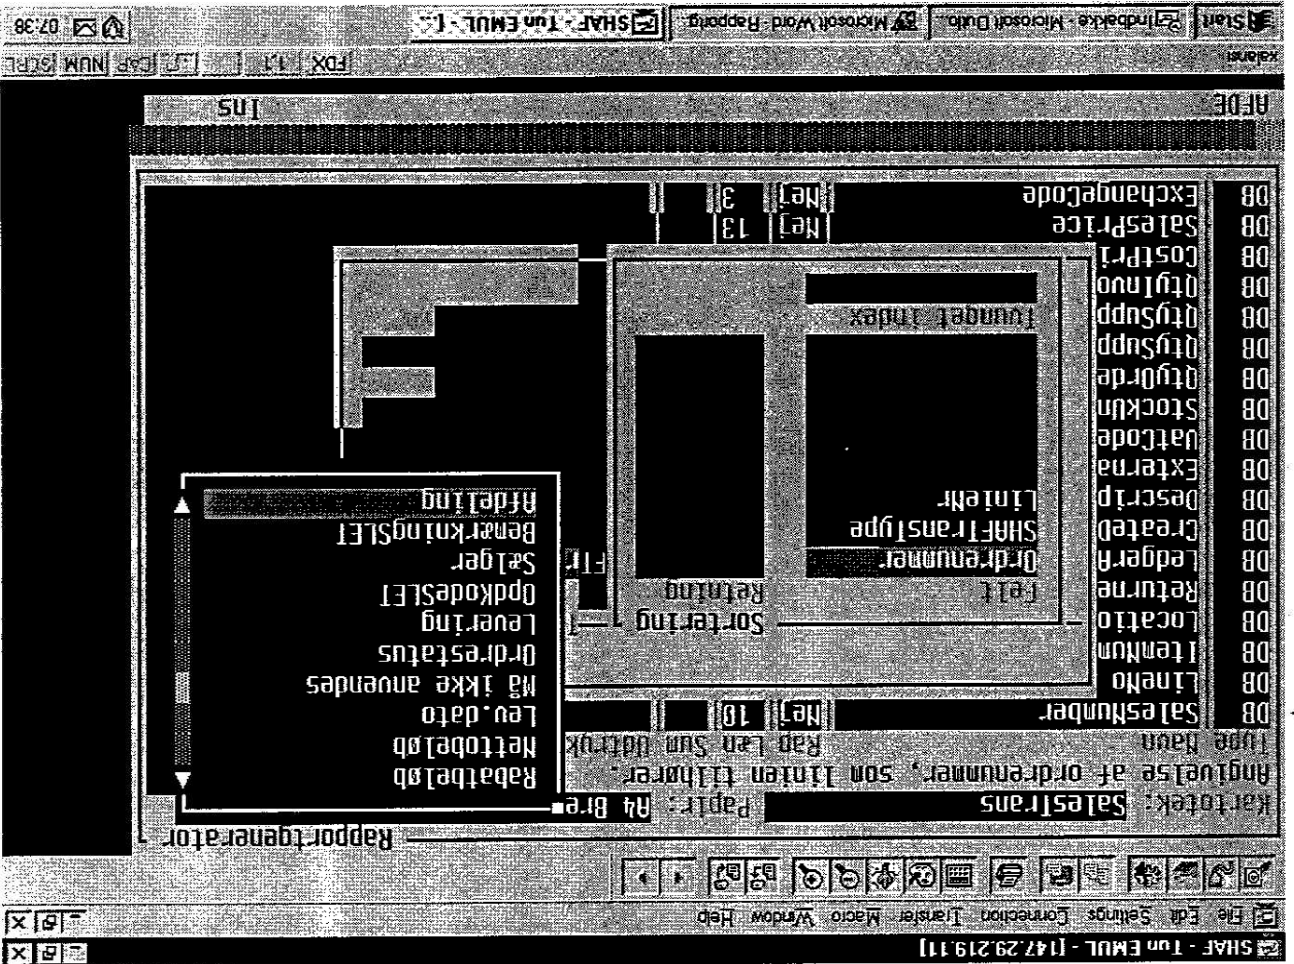 SHAF - Tun EMUL - [147.29.219.11]
File Edit Settings Connection Transfer Macro Window Help
Rapportgenerator
Kartotek: SalesTrans Papir: A4 Bre
Angivelse af ordrenummer, som linien tilhører.
Type Navn Rap Len Sum Udtryk
DB SalesNumber Nej 10
DB LineNo
DB ItemNum
DB Locatio
DB Returne
DB LedgerA
DB CreatedD
DB Descrip
DB Externa
DB VatCode
DB StockUn
DB QtyOrde
DB QtySupp
DB QtySupp
DB QtyInvo
DB CostPri
DB SalesPrice Nej 13
DB ExchangeCode Nej 3
Sortering
Felt Retning
Ordrenummer
SHAFTransType
LinieNr
Tvunget index
FTr
Rabatbeløb
Nettobeløb
Lev.dato
Må ikke anvendes
Ordrestatus
Levering
OpdKodeSLET
Sælger
BemærkningSLET
Afdeling
AFDE Ins
xalansi FDX 1,1 CAP NUM SCRL
Start Indbakke - Microsoft Outlo... Microsoft Word - Rapportg... SHAF - Tun EMUL - [... 07:38